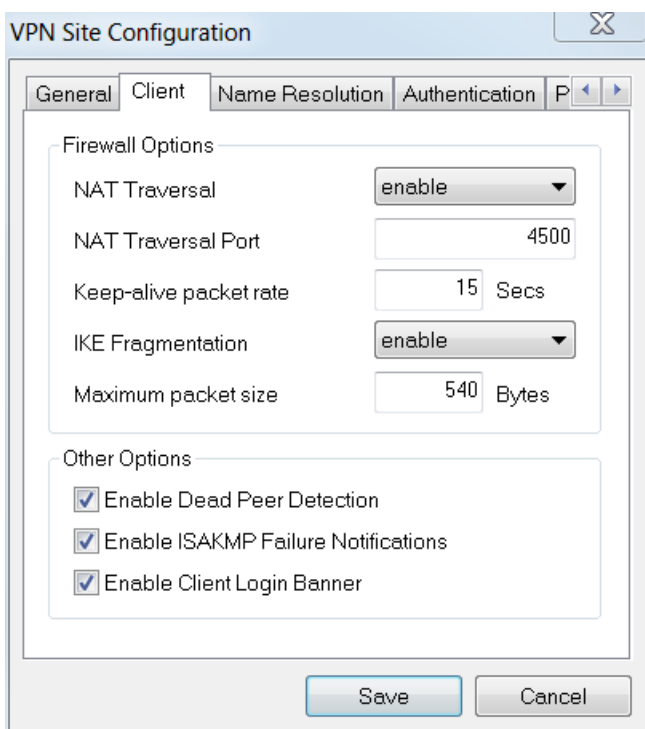 VPN Site Configuration
General Client Name Resolution Authentication P
Firewall Options
NAT Traversal enable
NAT Traversal Port 4500
Keep-alive packet rate 15 Secs
IKE Fragmentation enable
Maximum packet size 540 Bytes
Other Options
Enable Dead Peer Detection
Enable ISAKMP Failure Notifications
Enable Client Login Banner
Save Cancel